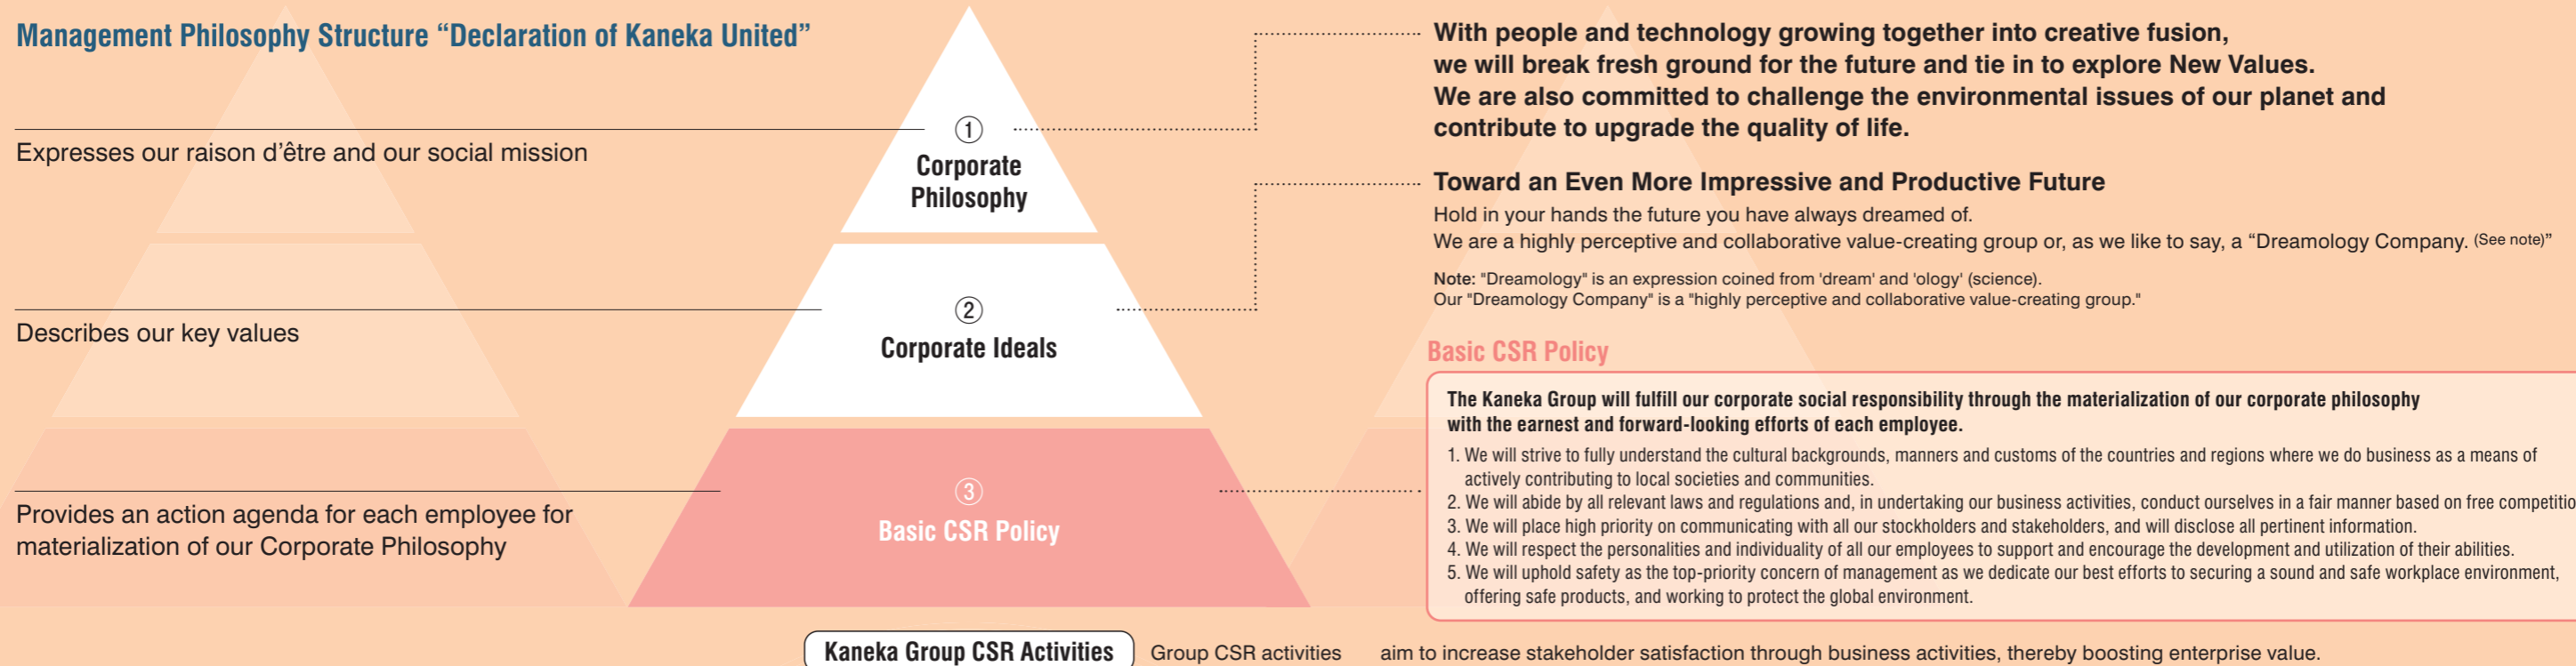 Management Philosophy Structure “Declaration of Kaneka United”
Expresses our raison d’être and our social mission
Describes our key values
Provides an action agenda for each employee for
materialization of our Corporate Philosophy
①
Corporate
Philosophy
②
Corporate Ideals
③
Basic CSR Policy
With people and technology growing together into creative fusion,
we will break fresh ground for the future and tie in to explore New Values.
We are also committed to challenge the environmental issues of our planet and
contribute to upgrade the quality of life.
Toward an Even More Impressive and Productive Future
Hold in your hands the future you have always dreamed of.
We are a highly perceptive and collaborative value-creating group or, as we like to say, a “Dreamology Company. (See note)”
Note: "Dreamology" is an expression coined from 'dream' and 'ology' (science).
Our "Dreamology Company" is a "highly perceptive and collaborative value-creating group."
Basic CSR Policy
The Kaneka Group will fulfill our corporate social responsibility through the materialization of our corporate philosophy
with the earnest and forward-looking efforts of each employee.
1. We will strive to fully understand the cultural backgrounds, manners and customs of the countries and regions where we do business as a means of
actively contributing to local societies and communities.
2. We will abide by all relevant laws and regulations and, in undertaking our business activities, conduct ourselves in a fair manner based on free
3. We will place high priority on communicating with all our stockholders and stakeholders, and will disclose all pertinent information.
4. We will respect the personalities and individuality of all our employees to support and encourage the development and utilization of their abilities.
5. We will uphold safety as the top-priority concern of management as we dedicate our best efforts to securing a sound and safe workplace environment,
offering safe products, and working to protect the global environment.
Kaneka Group CSR Activities
Group CSR activities aim to increase stakeholder satisfaction through business activities, thereby boosting enterprise value.